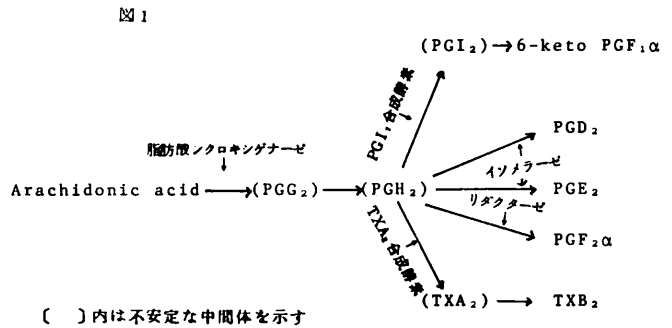 図1
(PGI₂)→6-keto PGF₁α
PGI₂合成酵素
PGD₂
脂肪酸シクロキシゲナーゼ
イソメラーゼ
Arachidonic acid→(PGG₂)→(PGH₂)→PGE₂
リダクターゼ
PGF₂α
TXA₂合成酵素
(TXA₂)→TXB₂
〔 〕内は不安定な中間体を示す